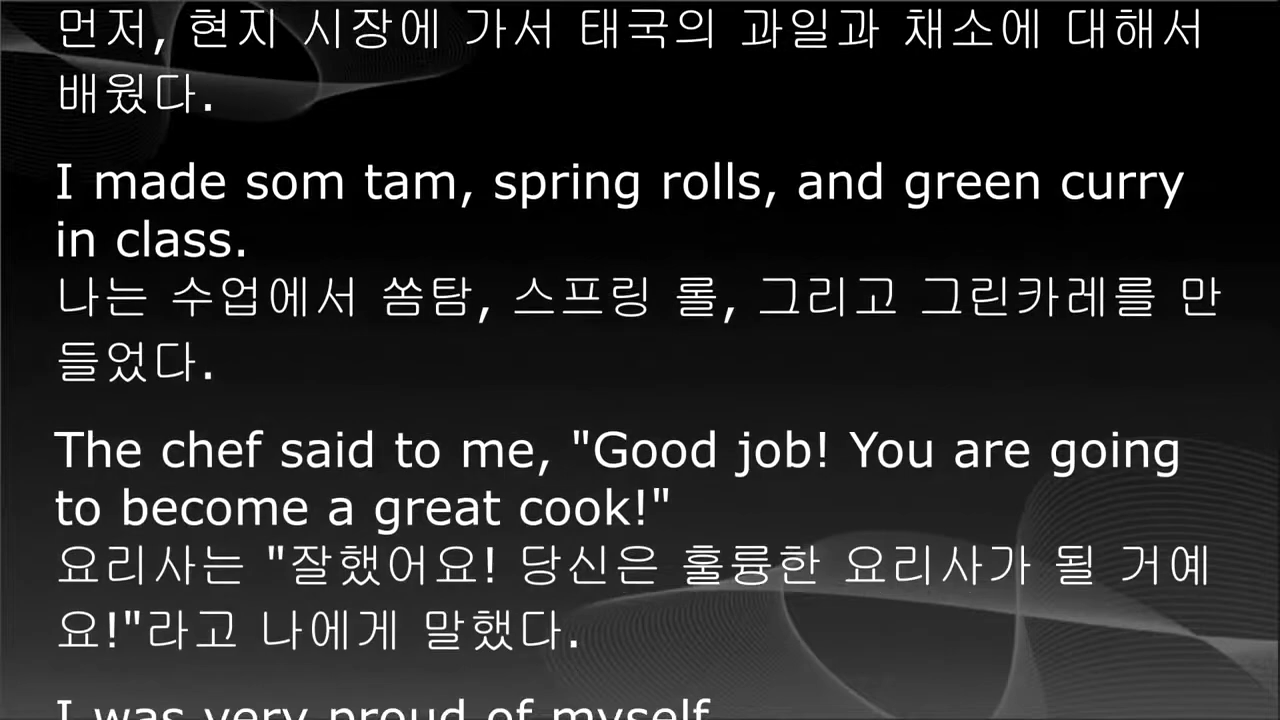 먼저, 현지 시장에 가서 태국의 과일과 채소에 대해서
배웠다.
I made som tam, spring rolls, and green curry
in class.
나는 수업에서 쏨탐, 스프링 롤, 그리고 그린카레를 만
들었다.
The chef said to me, "Good job! You are going
to become a great cook!"
요리사는 "잘했어요! 당신은 훌륭한 요리사가 될 거예
요!"라고 나에게 말했다.
I was very proud of myself